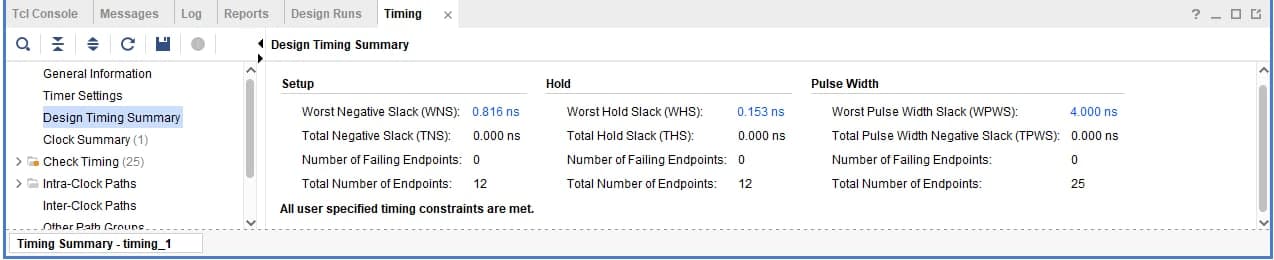 Tcl Console Messages Log Reports Design Runs Timing
Design Timing Summary
General Information
Timer Settings
Design Timing Summary
Clock Summary (1)
Check Timing (25)
Intra-Clock Paths
Inter-Clock Paths
Other Path Groups
Setup Hold Pulse Width
Worst Negative Slack (WNS): 0.816 ns Worst Hold Slack (WHS): 0.153 ns Worst Pulse Width Slack (WPWS): 4.000 ns
Total Negative Slack (TNS): 0.000 ns Total Hold Slack (THS): 0.000 ns Total Pulse Width Negative Slack (TPWS): 0.000 ns
Number of Failing Endpoints: 0 Number of Failing Endpoints: 0 Number of Failing Endpoints: 0
Total Number of Endpoints: 12 Total Number of Endpoints: 12 Total Number of Endpoints: 25
All user specified timing constraints are met.
Timing Summary - timing_1